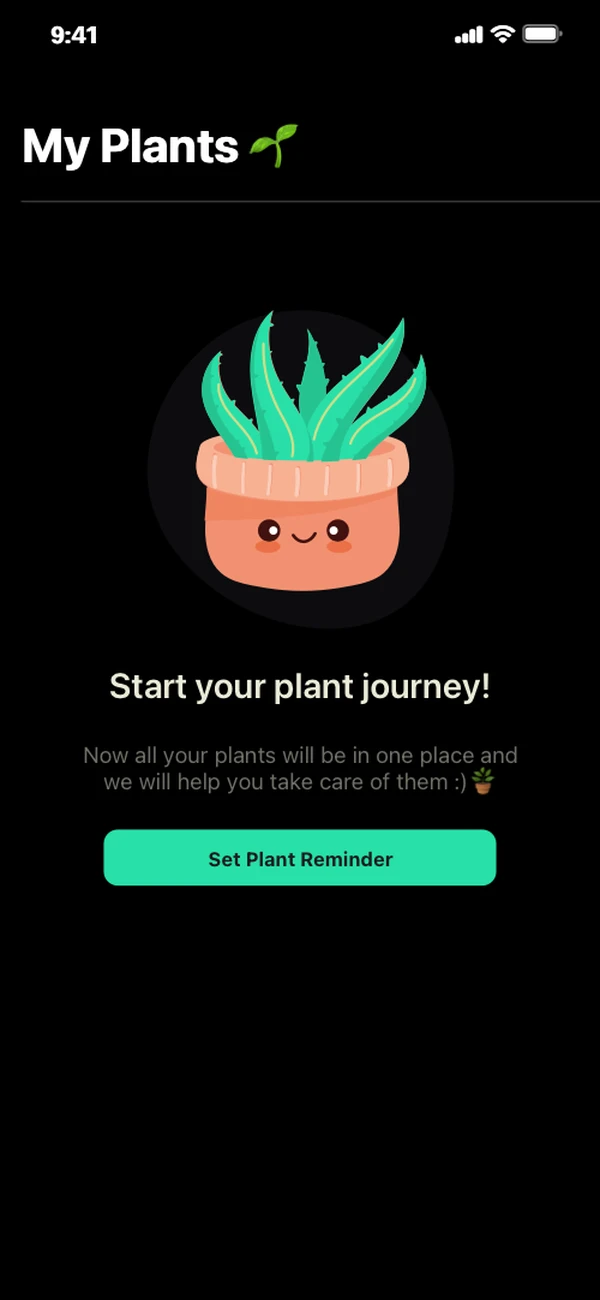 9:41
My Plants 🌱
Start your plant journey!
Now all your plants will be in one place and
we will help you take care of them :)🪴
Set Plant Reminder